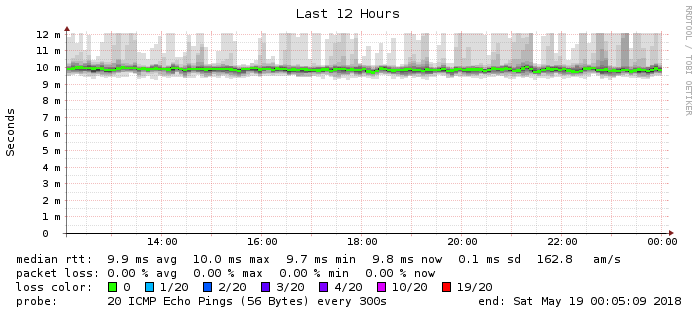 Last 12 Hours
RRDTOOL / TOBI OETIKER
Seconds
12 m
11 m
10 m
9 m
8 m
7 m
6 m
5 m
4 m
3 m
2 m
1 m
0
14:00 16:00 18:00 20:00 22:00 00:00
median rtt: 9.9 ms avg 10.0 ms max 9.7 ms min 9.8 ms now 0.1 ms sd 162.8 am/s
packet loss: 0.00 % avg 0.00 % max 0.00 % min 0.00 % now
loss color: 0 1/20 2/20 3/20 4/20 10/20 19/20
probe: 20 ICMP Echo Pings (56 Bytes) every 300s end: Sat May 19 00:05:09 2018